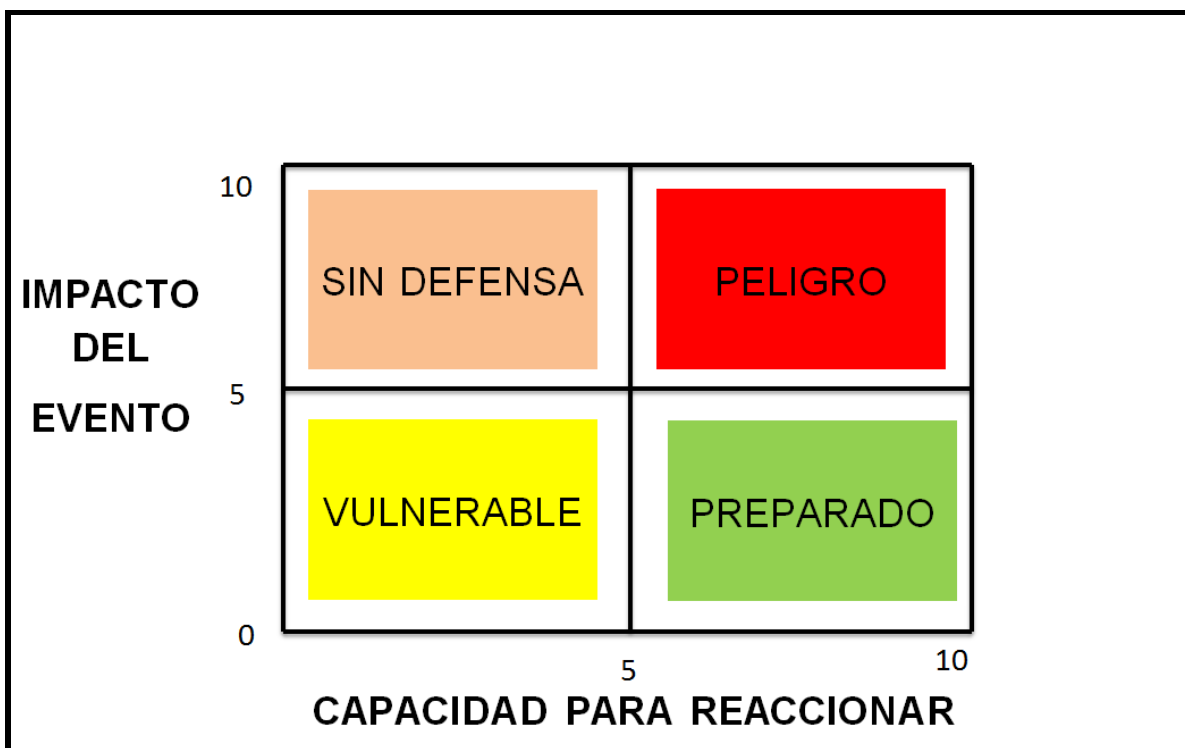 10
SIN DEFENSA
PELIGRO
IMPACTO
DEL
EVENTO
5
VULNERABLE
PREPARADO
0
5
10
CAPACIDAD PARA REACCIONAR